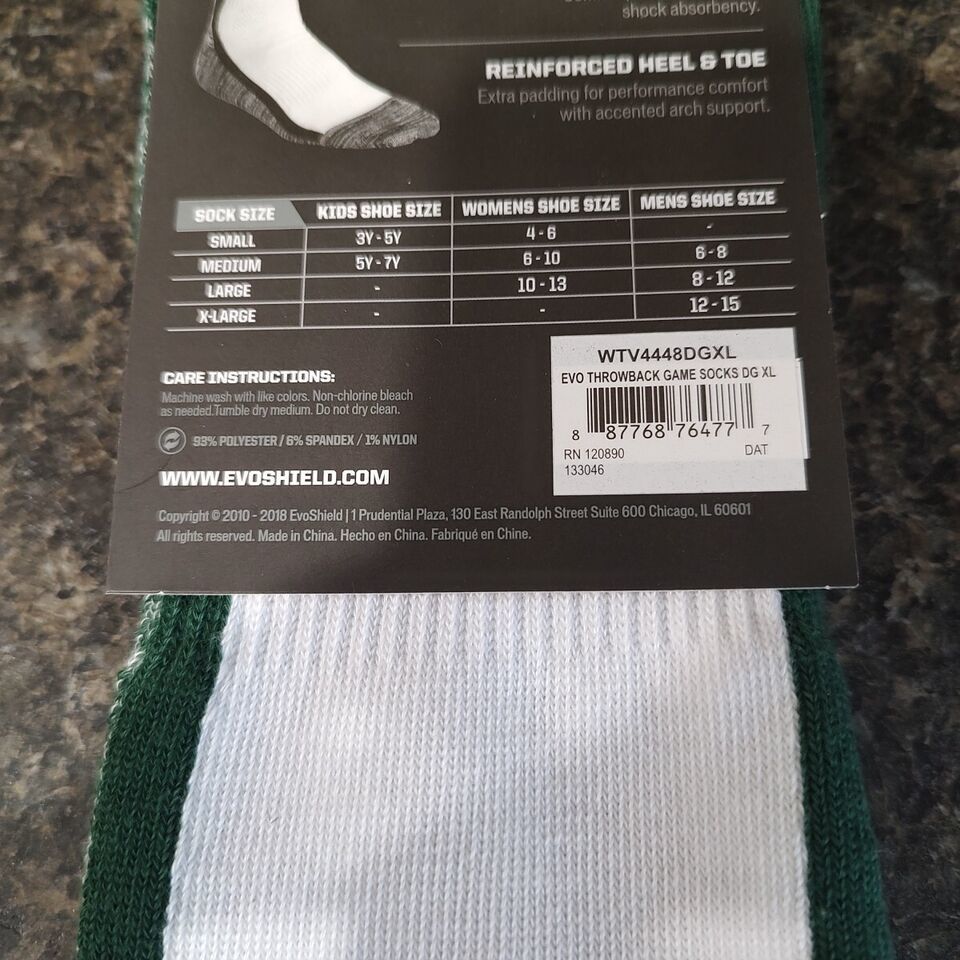 shock absorbency.
REINFORCED HEEL & TOE
Extra padding for performance comfort
with accented arch support.
SOCK SIZE KIDS SHOE SIZE WOMENS SHOE SIZE MENS SHOE SIZE
SMALL 3Y - 5Y 4 - 6 -
MEDIUM 5Y - 7Y 6 - 10 6 - 8
LARGE - 10 - 13 8 - 12
X-LARGE - - 12 - 15
CARE INSTRUCTIONS:
Machine wash with like colors. Non-chlorine bleach
as needed.Tumble dry medium. Do not dry clean.
93% POLYESTER / 6% SPANDEX / 1% NYLON
WWW.EVOSHIELD.COM
WTV4448DGXL
EVO THROWBACK GAME SOCKS DG XL
8 87768 76477 7
RN 120890 DAT
133046
Copyright © 2010 - 2018 EvoShield | 1 Prudential Plaza, 130 East Randolph Street Suite 600 Chicago, IL 60601
All rights reserved. Made in China. Hecho en China. Fabriqué en Chine.